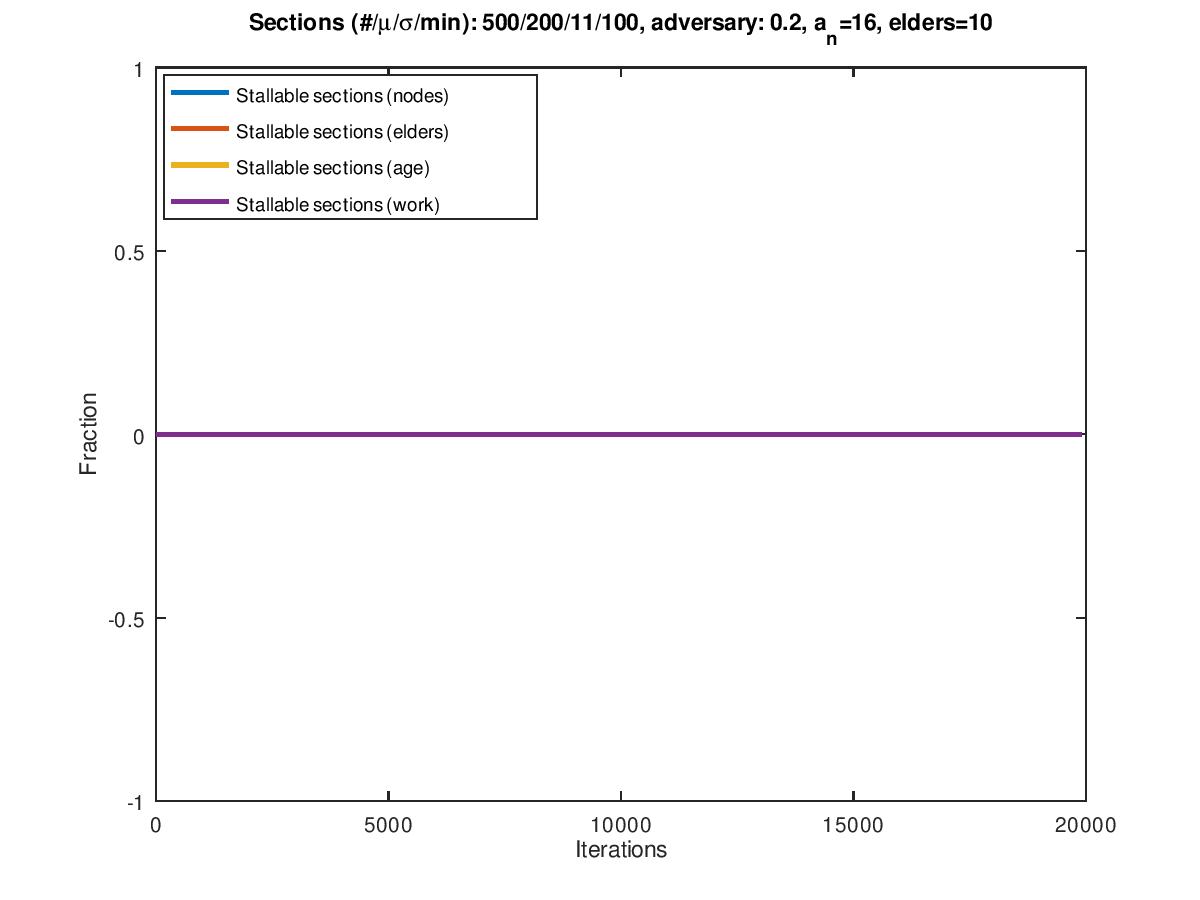 Sections (#/μ/σ/min): 500/200/11/100, adversary: 0.2, a_n=16, elders=10
1
Stallable sections (nodes)
Stallable sections (elders)
Stallable sections (age)
Stallable sections (work)
0.5
Fraction
0
-0.5
-1
0 5000 10000 15000 20000
Iterations